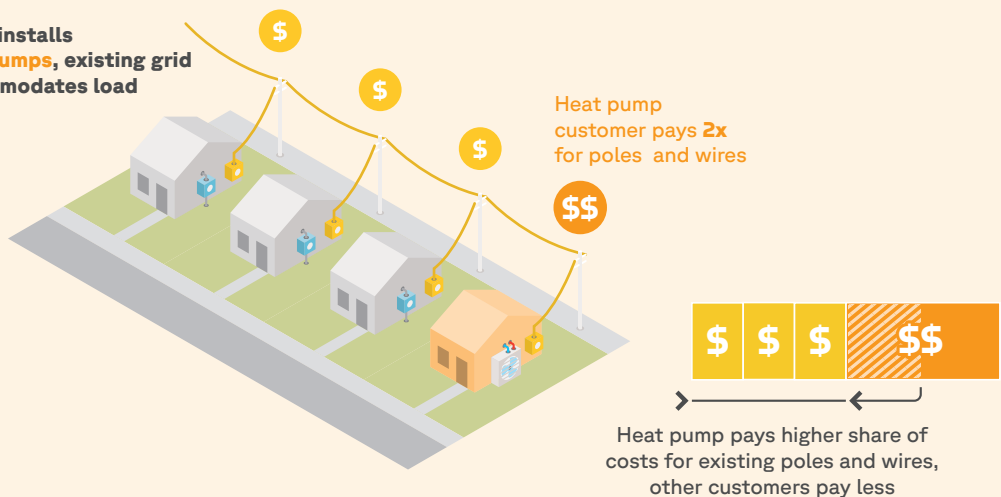 installs
umps, existing grid
modates load
$
$
$
Heat pump
customer pays 2x
for poles and wires
$$
$ $ $ $$
Heat pump pays higher share of
costs for existing poles and wires,
other customers pay less